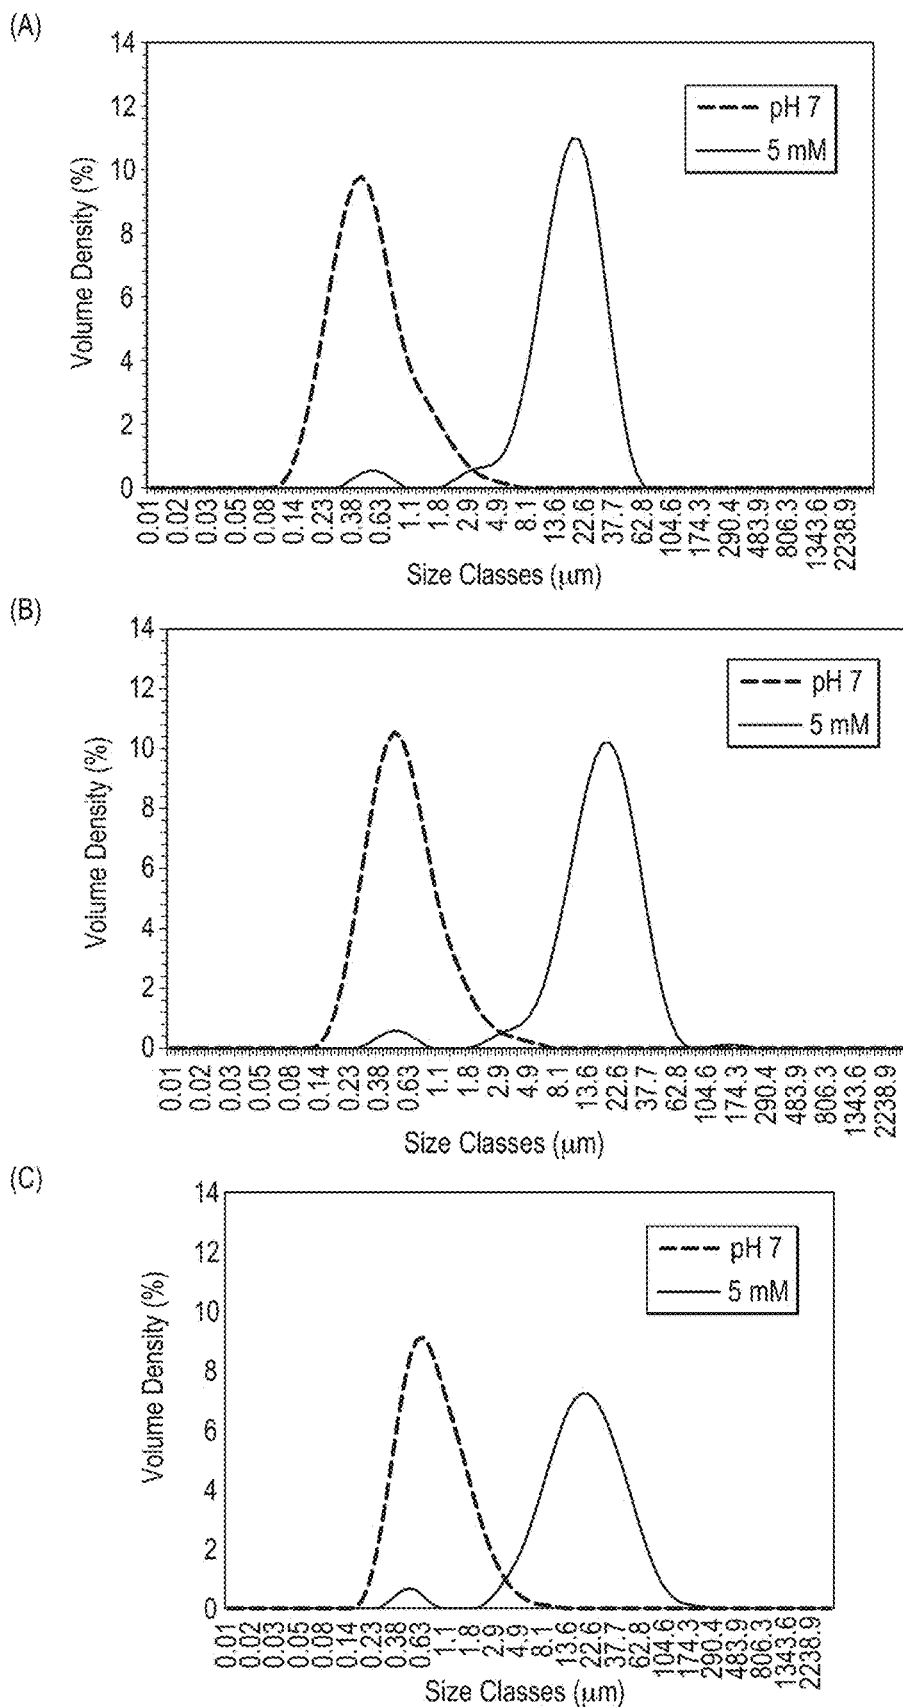 (A)
14
12
10
8
6
4
2
0
Volume Density (%)
pH 7
5 mM
0.01 0.02 0.03 0.05 0.08 0.14 0.23 0.38 0.63 1.1 1.8 2.9 4.9 8.1 13.6 22.6 37.7 62.8 104.6 174.3 290.4 483.9 806.3 1343.6 2238.9
Size Classes (μm)
(B)
14
12
10
8
6
4
2
0
Volume Density (%)
pH 7
5 mM
0.01 0.02 0.03 0.05 0.08 0.14 0.23 0.38 0.63 1.1 1.8 2.9 4.9 8.1 13.6 22.6 37.7 62.8 104.6 174.3 290.4 483.9 806.3 1343.6 2238.9
Size Classes (μm)
(C)
14
12
10
8
6
4
2
0
Volume Density (%)
pH 7
5 mM
0.01 0.02 0.03 0.05 0.08 0.14 0.23 0.38 0.63 1.1 1.8 2.9 4.9 8.1 13.6 22.6 37.7 62.8 104.6 174.3 290.4 483.9 806.3 1343.6 2238.9
Size Classes (μm)